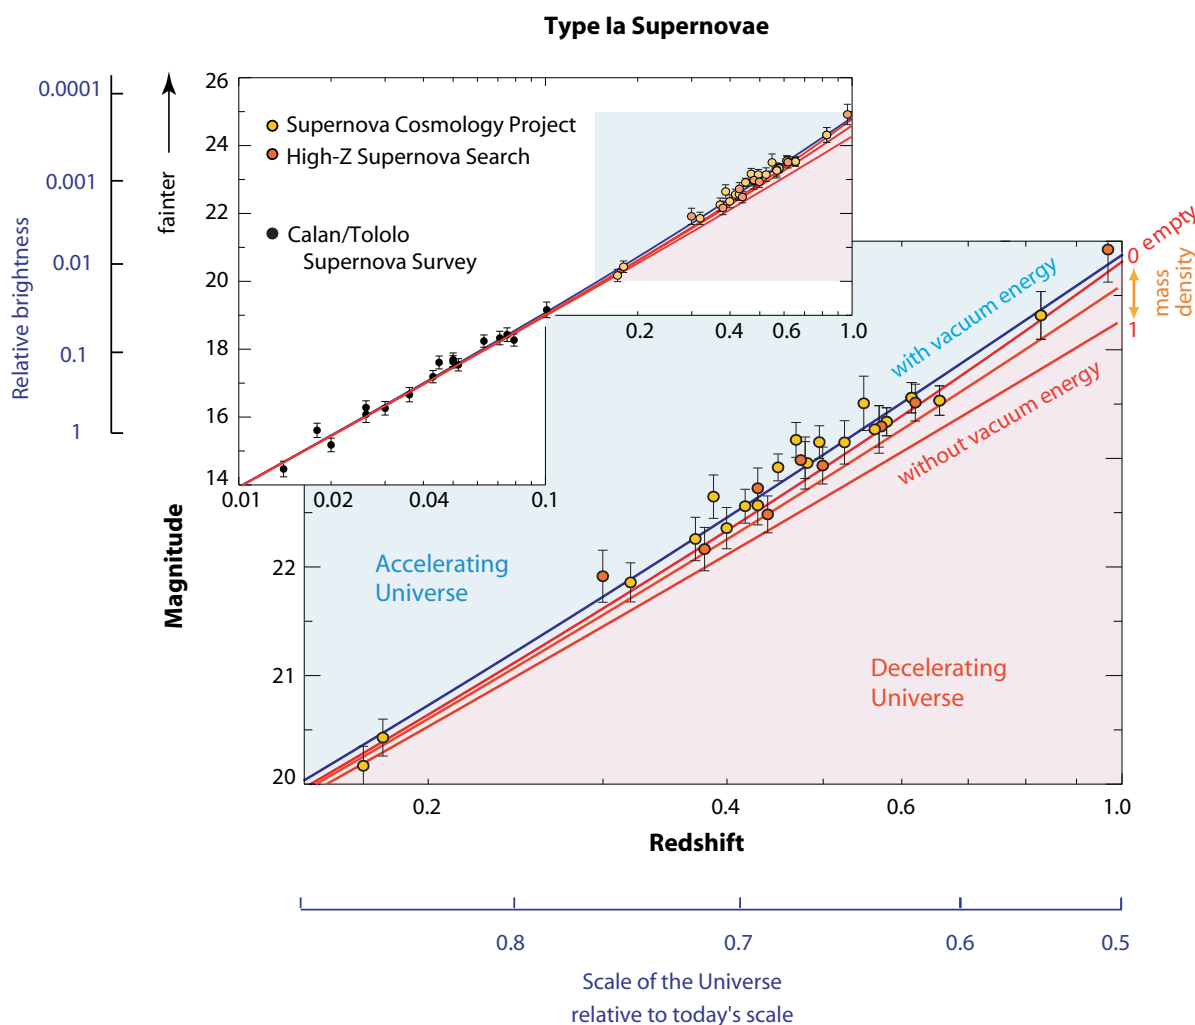 Type Ia Supernovae
0.0001
0.001
0.01
0.1
1
Relative brightness
fainter
26
24
22
20
18
16
14
Supernova Cosmology Project
High-Z Supernova Search
Calan/Tololo
Supernova Survey
0.2
0.4
0.6
1.0
0.01
0.02
0.04
0.1
0 empty
1
mass
density
with vacuum energy
without vacuum energy
Accelerating
Universe
Decelerating
Universe
Magnitude
22
21
20
0.2
0.4
0.6
1.0
Redshift
0.8
0.7
0.6
0.5
Scale of the Universe
relative to today's scale